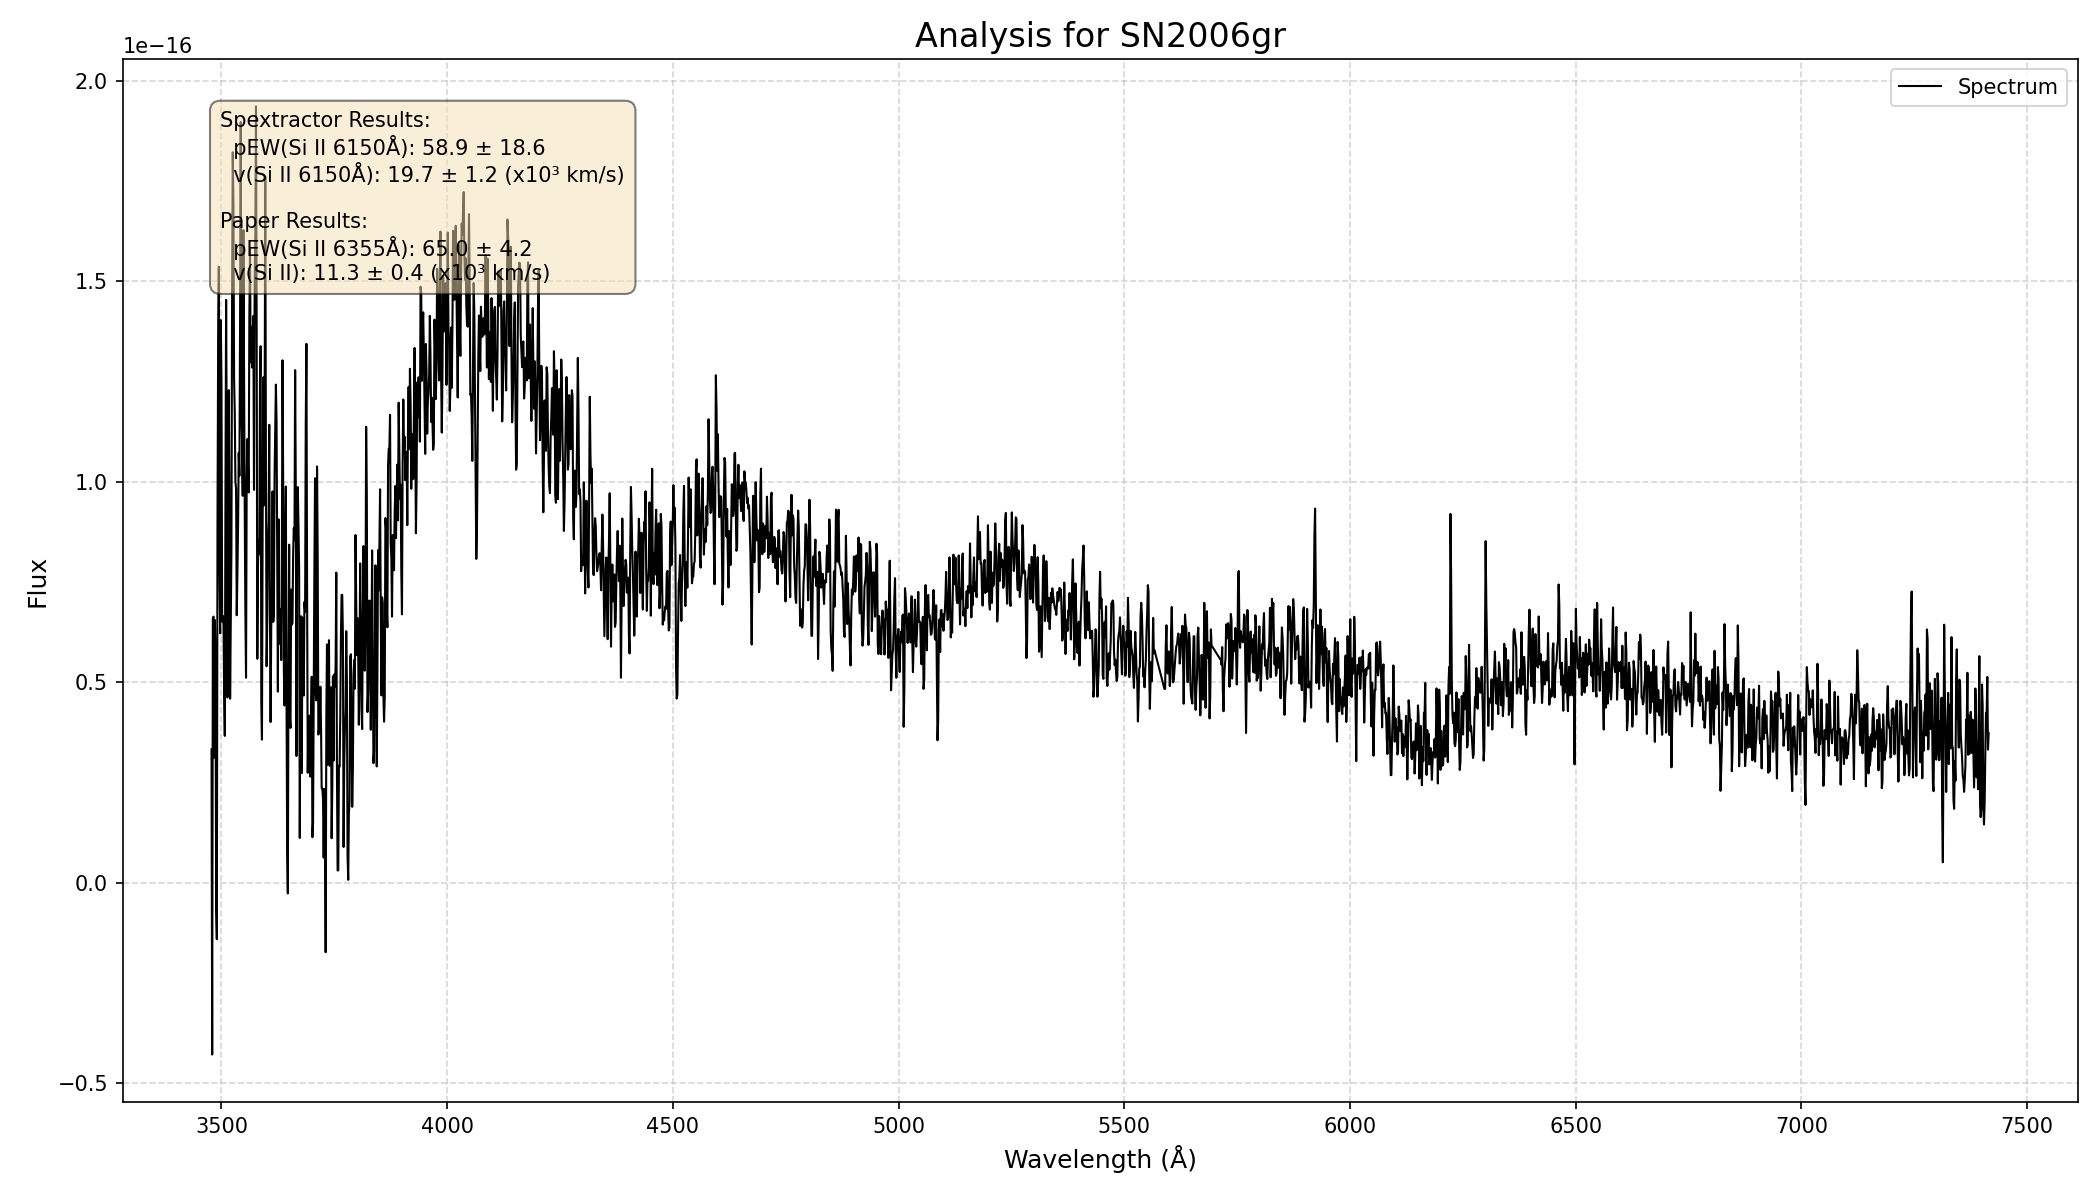 Analysis for SN2006gr
1e−16
Spectrum
Spextractor Results:
pEW(Si II 6150Å): 58.9 ± 18.6
v(Si II 6150Å): 19.7 ± 1.2 (x10³ km/s)
Paper Results:
pEW(Si II 6355Å): 65.0 ± 4.2
v(Si II): 11.3 ± 0.4 (x10³ km/s)
2.0
1.5
1.0
0.5
0.0
−0.5
Flux
3500 4000 4500 5000 5500 6000 6500 7000 7500
Wavelength (Å)